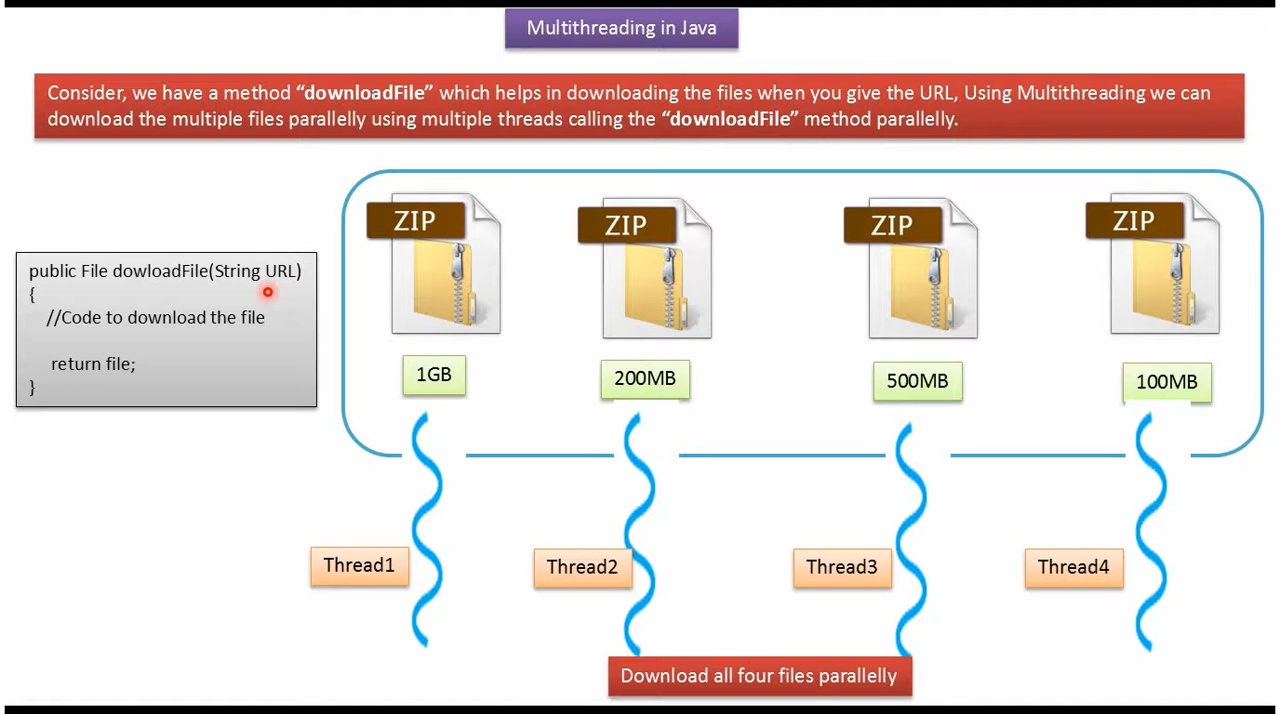 Multithreading in Java
Consider, we have a method “downloadFile” which helps in downloading the files when you give the URL, Using Multithreading we can
download the multiple files parallelly using multiple threads calling the “downloadFile” method parallelly.
ZIP
ZIP
ZIP
ZIP
public File dowloadFile(String URL)
{
//Code to download the file
return file;
}
1GB
200MB
500MB
100MB
Thread1
Thread2
Thread3
Thread4
Download all four files parallelly